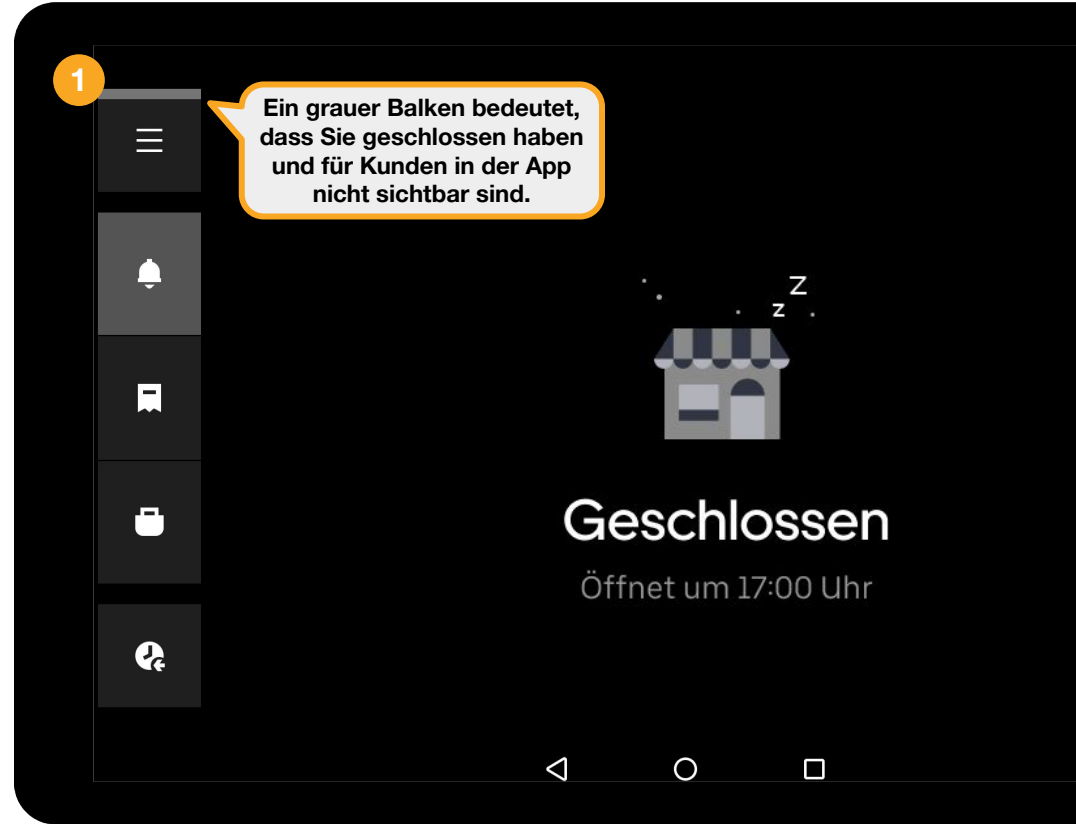 1
Ein grauer Balken bedeutet,
dass Sie geschlossen haben
und für Kunden in der App
nicht sichtbar sind.
Z
z
Geschlossen
Öffnet um 17:00 Uhr